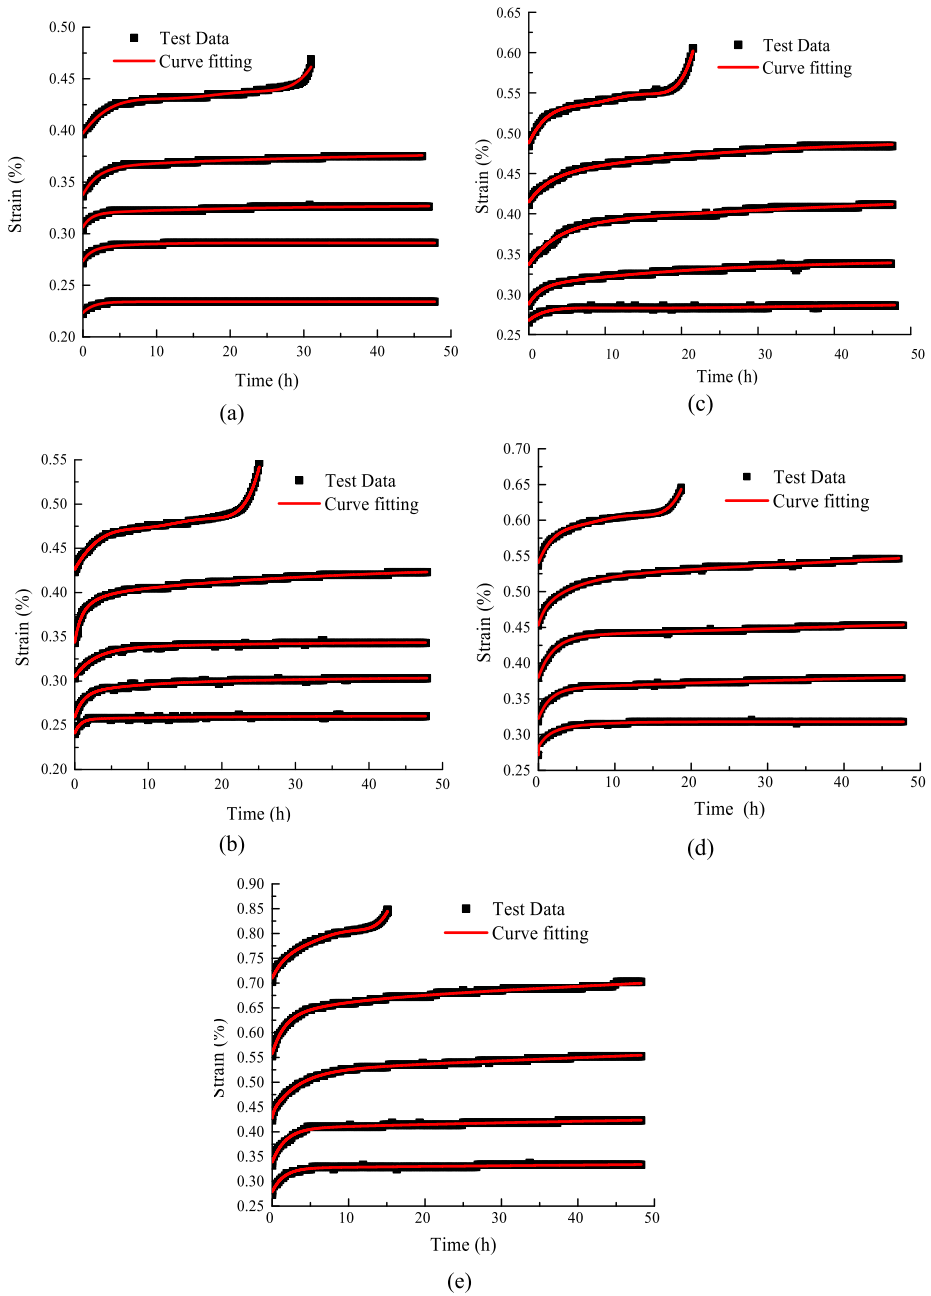 0.50
0.45
0.40
0.35
0.30
0.25
0.20
Strain (%)
Test Data
Curve fitting
0 10 20 30 40 50
Time (h)
(a)
0.65
0.60
0.55
0.50
0.45
0.40
0.35
0.30
0.25
Strain (%)
Test Data
Curve fitting
0 10 20 30 40 50
Time (h)
(c)
0.55
0.50
0.45
0.40
0.35
0.30
0.25
0.20
Strain (%)
Test Data
Curve fitting
0 10 20 30 40 50
Time (h)
(b)
0.70
0.65
0.60
0.55
0.50
0.45
0.40
0.35
0.30
0.25
Strain (%)
Test Data
Curve fitting
0 10 20 30 40 50
Time (h)
(d)
0.90
0.85
0.80
0.75
0.70
0.65
0.60
0.55
0.50
0.45
0.40
0.35
0.30
0.25
Strain (%)
Test Data
Curve fitting
0 10 20 30 40 50
Time (h)
(e)